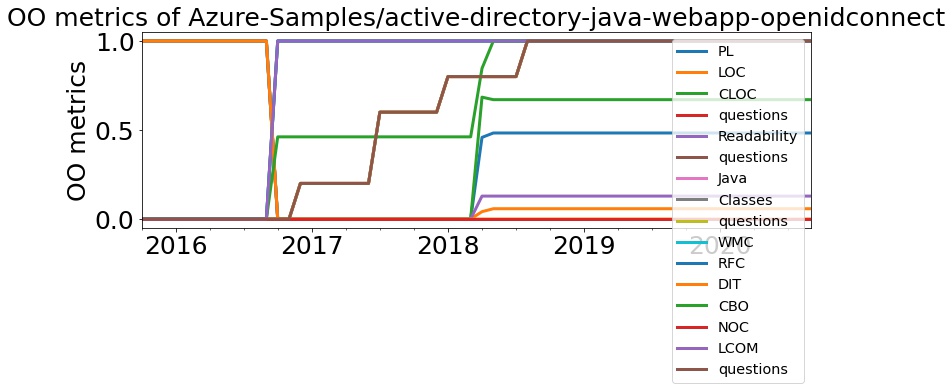 OO metrics of Azure-Samples/active-directory-java-webapp-openidconnect
OO metrics
1.0
0.5
0.0
2016
2017
2018
2019
2020
PL
LOC
CLOC
questions
Readability
questions
Java
Classes
questions
WMC
RFC
DIT
CBO
NOC
LCOM
questions